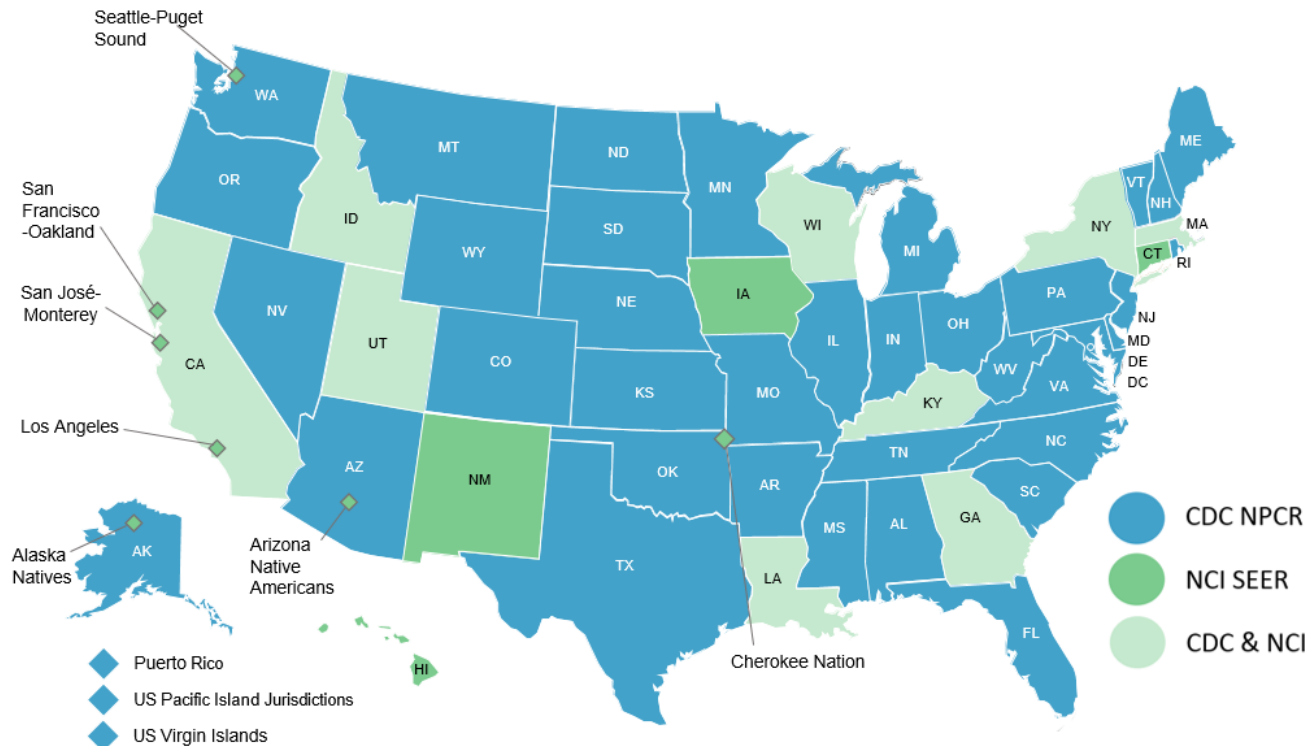 Seattle-Puget
Sound
WA
MT
ND
MN
ME
VT
NH
OR
ID
SD
WI
NY
MA
San
Francisco
-Oakland
WY
MI
CT
RI
San José-
Monterey
NV
NE
IA
PA
NJ
CA
UT
CO
IL
IN
OH
MD
WV
DE
VA
DC
KS
MO
KY
Los Angeles
NC
TN
AZ
NM
OK
AR
SC
GA
MS
AL
CDC NPCR
Alaska
Natives
AK
Arizona
Native
Americans
TX
LA
NCI SEER
FL
CDC & NCI
HI
Cherokee Nation
Puerto Rico
US Pacific Island Jurisdictions
US Virgin Islands